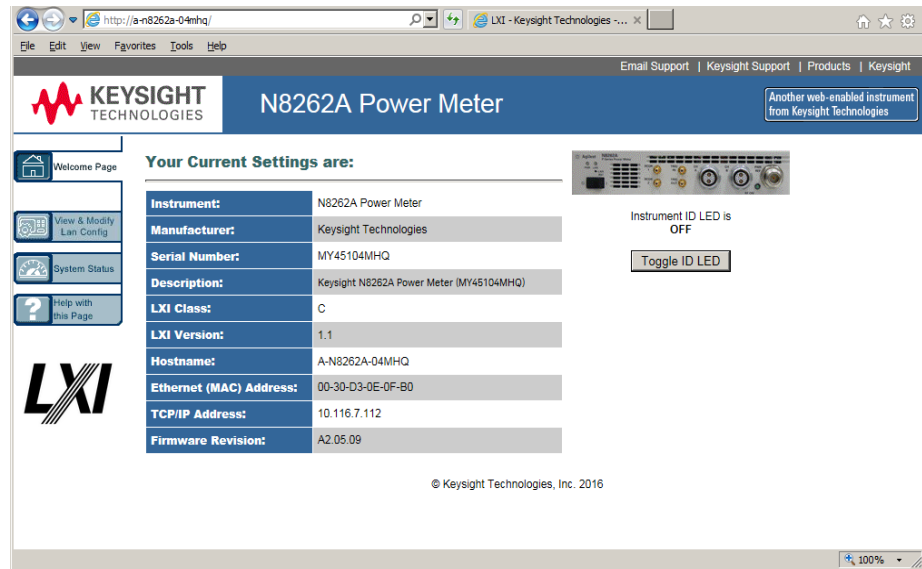 http://a-n8262a-04mhq/
LXI - Keysight Technologies -... ×
File Edit View Favorites Tools Help
Email Support | Keysight Support | Products | Keysight
KEYSIGHT
TECHNOLOGIES
N8262A Power Meter
Another web-enabled instrument
from Keysight Technologies
Welcome Page
View & Modify
Lan Config
System Status
Help with
this Page
LXI
Your Current Settings are:
Instrument: N8262A Power Meter
Manufacturer: Keysight Technologies
Serial Number: MY45104MHQ
Description: Keysight N8262A Power Meter (MY45104MHQ)
LXI Class: C
LXI Version: 1.1
Hostname: A-N8262A-04MHQ
Ethernet (MAC) Address: 00-30-D3-0E-0F-B0
TCP/IP Address: 10.116.7.112
Firmware Revision: A2.05.09
Agilent
Instrument ID LED is
OFF
Toggle ID LED
© Keysight Technologies, Inc. 2016
100%